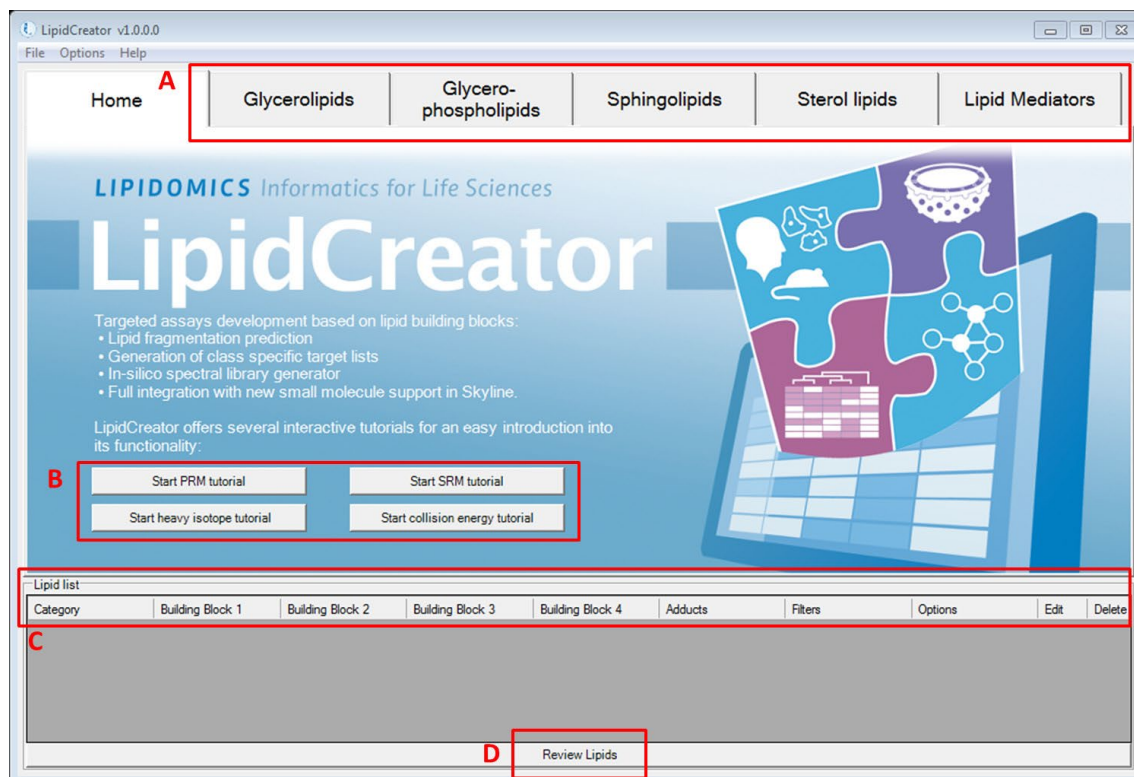 LipidCreator v1.0.0.0
File Options Help
A
Home
Glycerolipids
Glycero-
phospholipids
Sphingolipids
Sterol lipids
Lipid Mediators
LIPIDOMICS Informatics for Life Sciences
LipidCreator
Targeted assays development based on lipid building blocks:
• Lipid fragmentation prediction
• Generation of class specific target lists
• In-silico spectral library generator
• Full integration with new small molecule support in Skyline.
LipidCreator offers several interactive tutorials for an easy introduction into
its functionality:
B
Start PRM tutorial
Start SRM tutorial
Start heavy isotope tutorial
Start collision energy tutorial
Lipid list
Category Building Block 1 Building Block 2 Building Block 3 Building Block 4 Adducts Filters Options Edit Delete
C
D
Review Lipids